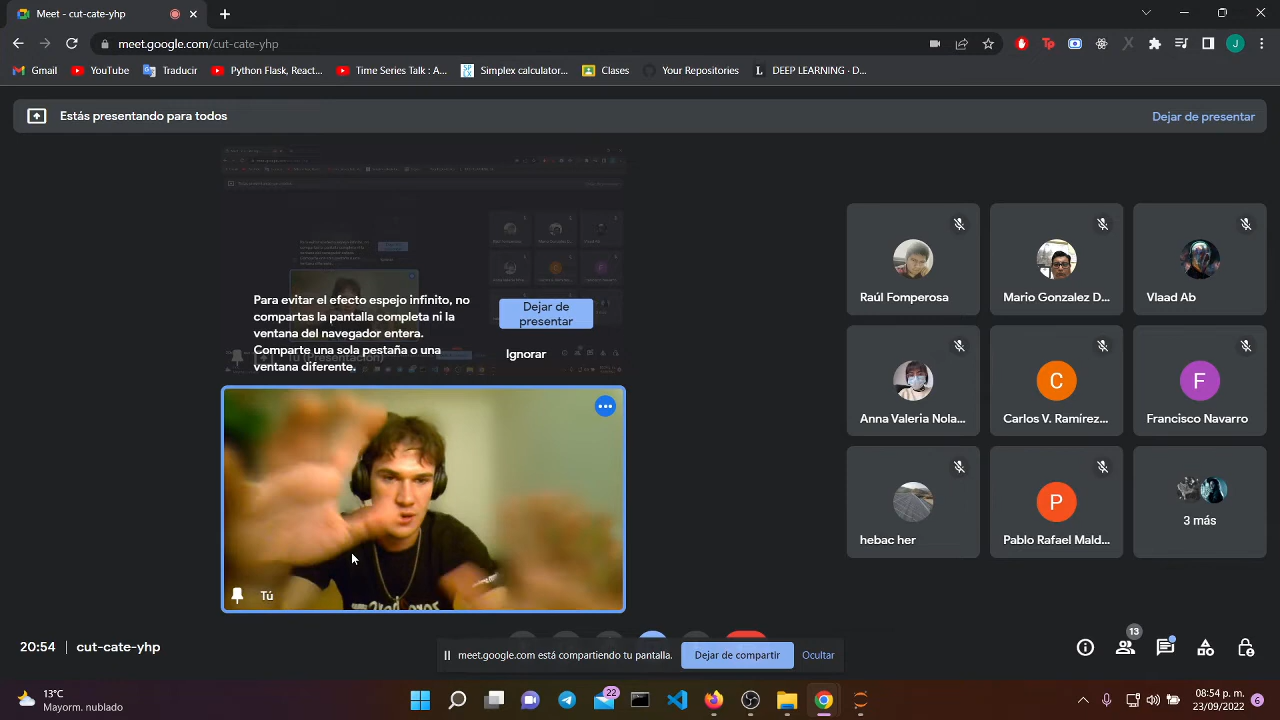 Meet - cut-cate-yhp
meet.google.com/cut-cate-yhp
J
Gmail
YouTube
Traducir
Python Flask, React...
Time Series Talk : A...
Simplex calculator...
Clases
Your Repositories
DEEP LEARNING · D...
Estás presentando para todos
Dejar de presentar
Para evitar el efecto espejo infinito, no
compartas la pantalla completa ni la
ventana del navegador entera.
Comparte una sola pestaña o una
ventana diferente.
Dejar de
presentar
Ignorar
Tú (Presentación)
Tú
Raúl Fomperosa
Mario Gonzalez D...
Vlaad Ab
Anna Valeria Nola...
C
Carlos V. Ramírez...
F
Francisco Navarro
hebac her
P
Pablo Rafael Mald...
3 más
20:54 | cut-cate-yhp
meet.google.com está compartiendo tu pantalla.
Dejar de compartir
Ocultar
13
13°C
Mayorm. nublado
22
08:54 p. m.
23/09/2022
6